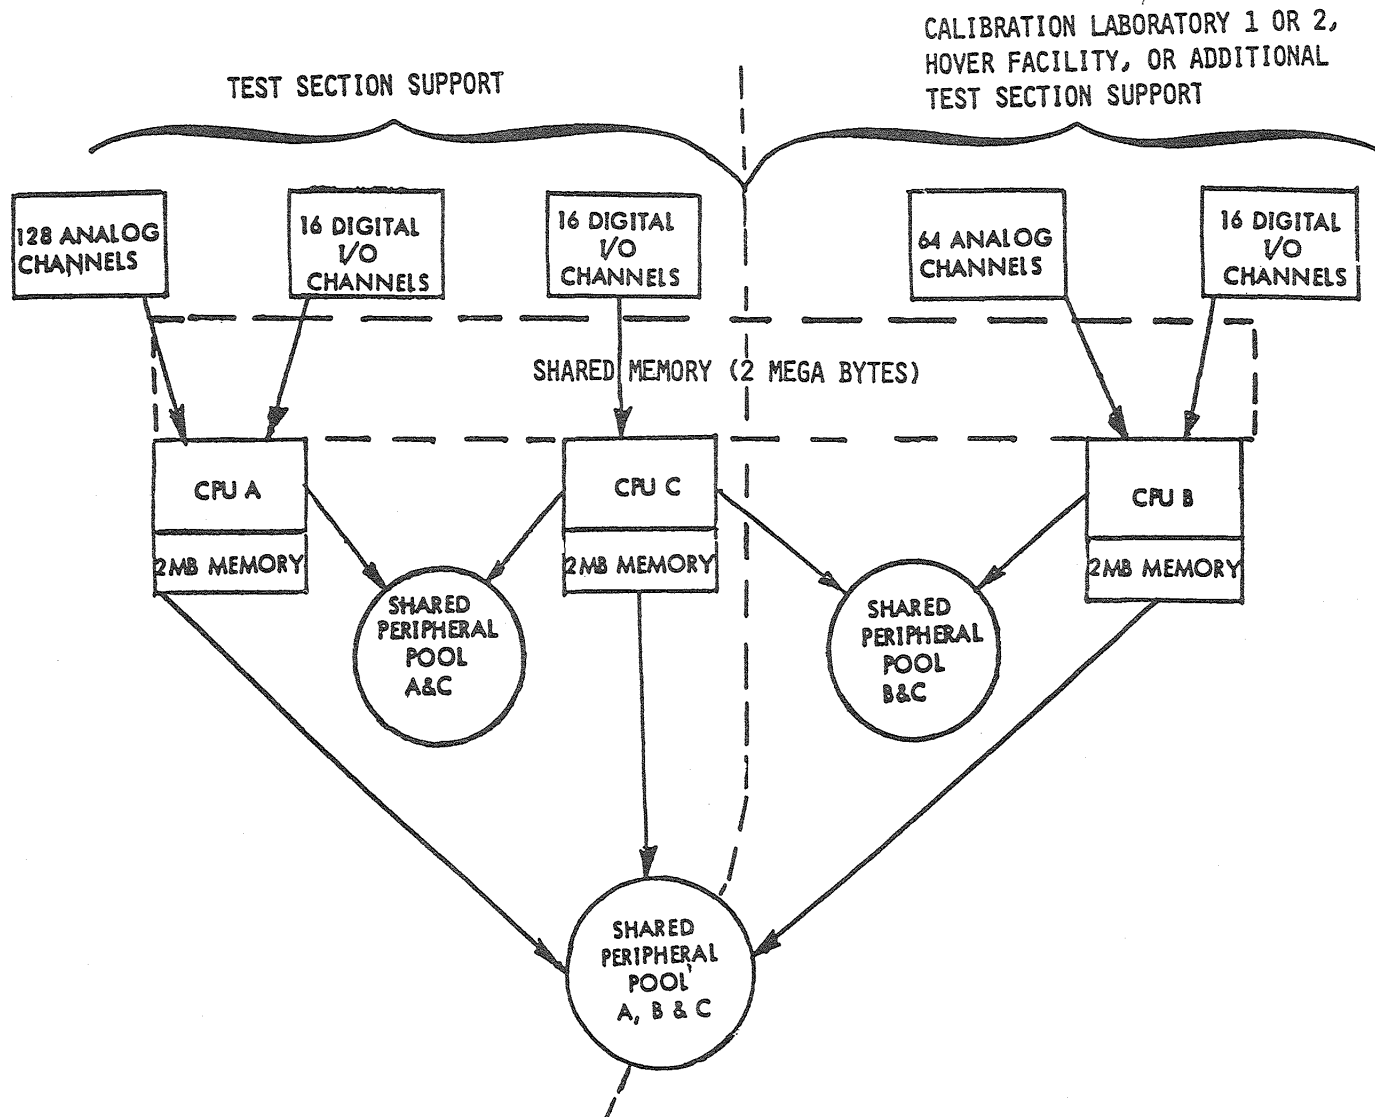 CALIBRATION LABORATORY 1 OR 2,
HOVER FACILITY, OR ADDITIONAL
TEST SECTION SUPPORT
TEST SECTION SUPPORT
128 ANALOG
CHANNELS
16 DIGITAL
I/O
CHANNELS
16 DIGITAL
I/O
CHANNELS
64 ANALOG
CHANNELS
16 DIGITAL
I/O
CHANNELS
SHARED MEMORY (2 MEGA BYTES)
CPU A
2MB MEMORY
CPU C
2MB MEMORY
CPU B
2MB MEMORY
SHARED
PERIPHERAL
POOL
A&C
SHARED
PERIPHERAL
POOL
B&C
SHARED
PERIPHERAL
POOL
A, B & C